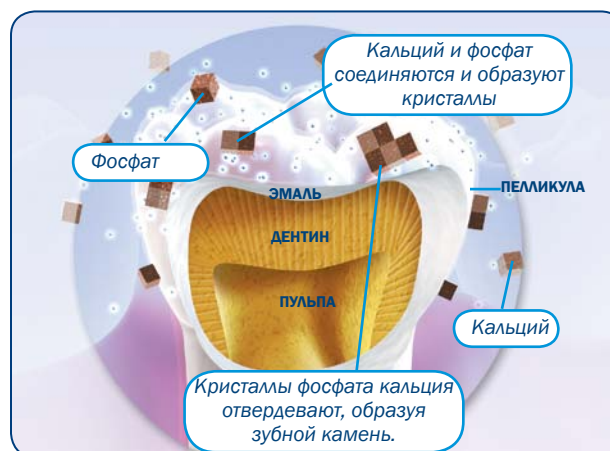 Кальций и фосфат
соединяются и образуют
кристаллы
Фосфат
ЭМАЛЬ
ПЕЛЛИКУЛА
ДЕНТИН
ПУЛЬПА
Кальций
Кристаллы фосфата кальция
отвердевают, образуя
зубной камень.